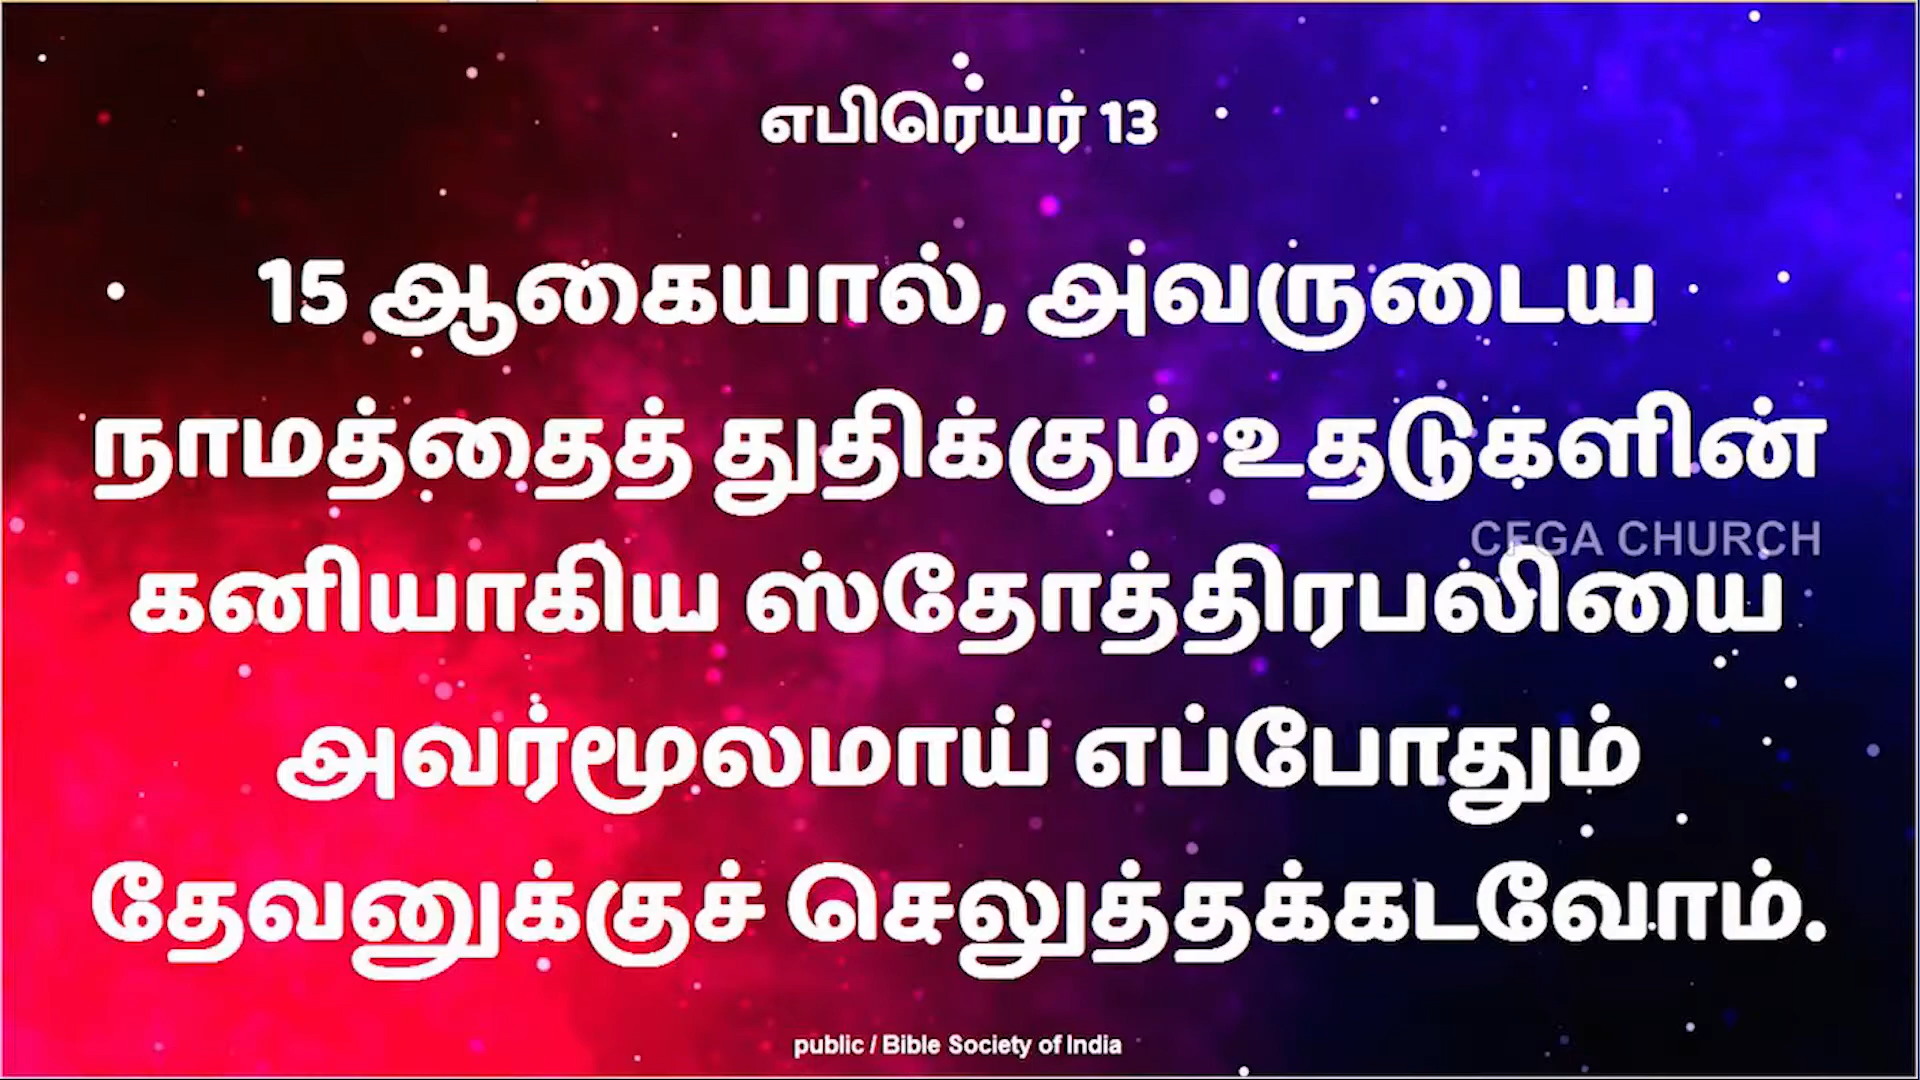 எபிரெயர் 13
15 ஆகையால், அவருடைய
நாமத்தைத் துதிக்கும் உதடுகளின்
CFGA CHURCH
கனியாகிய ஸ்தோத்திரபலியை
அவர்மூலமாய் எப்போதும்
தேவனுக்குச் செலுத்தக்கடவோம்.
public / Bible Society of India